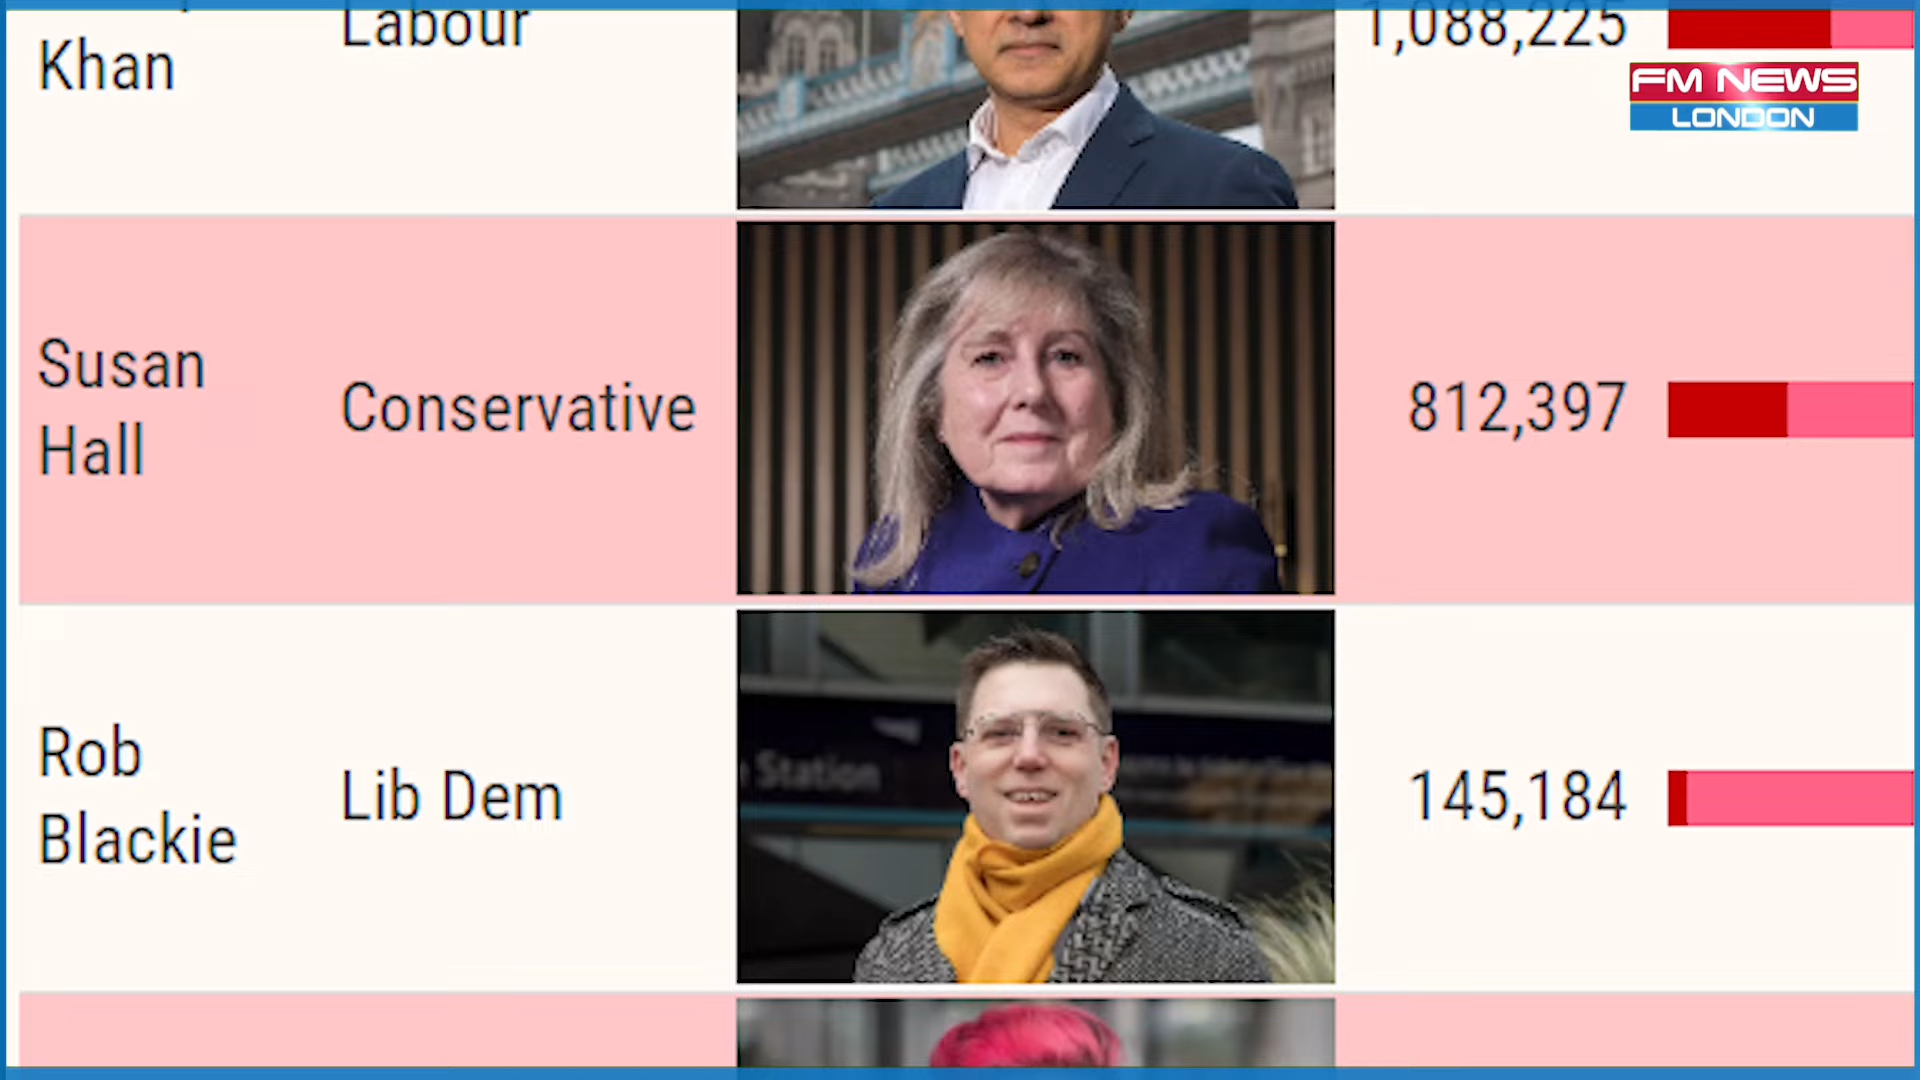 Labour
1,088,225
Khan
FM NEWS
LONDON
Susan
Hall
Conservative
812,397
Rob
Blackie
Lib Dem
Station
145,184